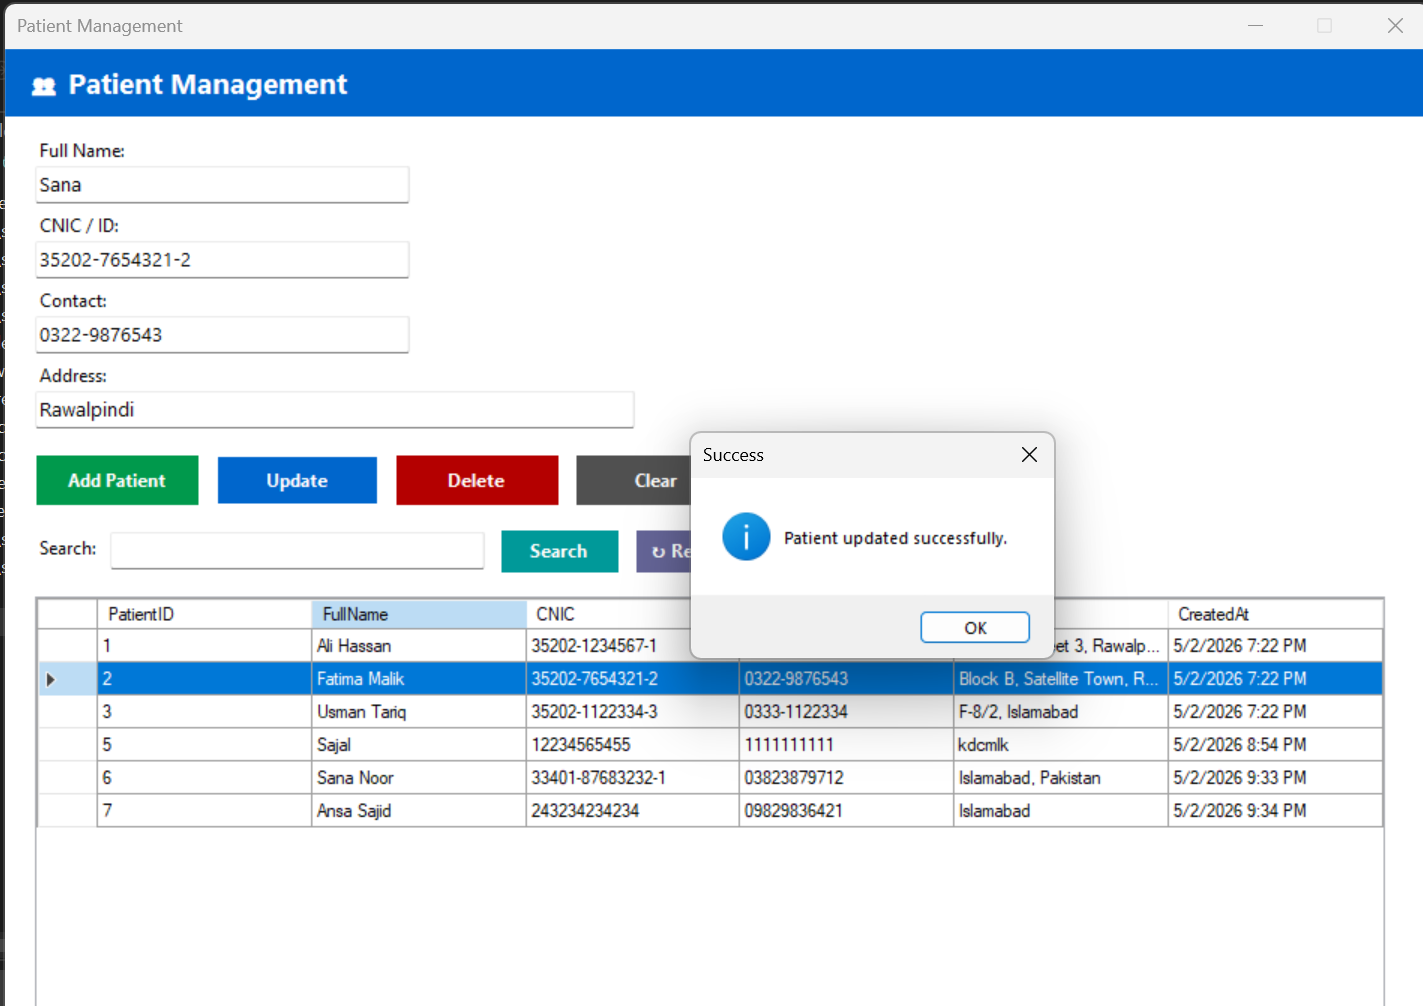 Patient Management
Patient Management
Full Name:
Sana
CNIC / ID:
35202-7654321-2
Contact:
0322-9876543
Address:
Rawalpindi
Add Patient Update Delete Clear
Success
Patient updated successfully.
OK
Search: Search ↻ Re
PatientID FullName CNIC CreatedAt
1 Ali Hassan 35202-1234567-1 et 3, Rawalp... 5/2/2026 7:22 PM
2 Fatima Malik 35202-7654321-2 0322-9876543 Block B, Satellite Town, R... 5/2/2026 7:22 PM
3 Usman Tariq 35202-1122334-3 0333-1122334 F-8/2, Islamabad 5/2/2026 7:22 PM
5 Sajal 12234565455 1111111111 kdcmlk 5/2/2026 8:54 PM
6 Sana Noor 33401-87683232-1 03823879712 Islamabad, Pakistan 5/2/2026 9:33 PM
7 Ansa Sajid 243234234234 09829836421 Islamabad 5/2/2026 9:34 PM